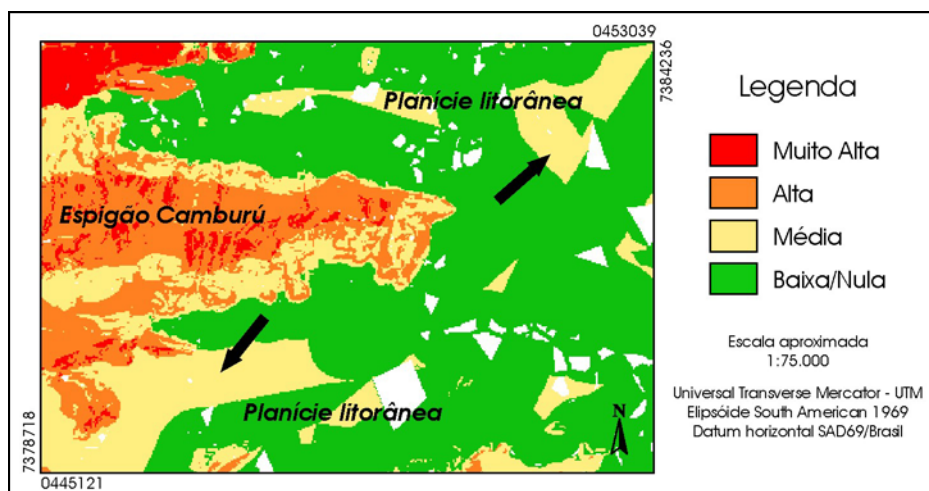 0453039
7384236
Planície litorânea
Espigão Camburú
Planície litorânea
N
7378718
0445121
Legenda
Muito Alta
Alta
Média
Baixa/Nula
Escala aproximada
1:75.000
Universal Transverse Mercator - UTM
Elipsóide South American 1969
Datum horizontal SAD69/Brasil